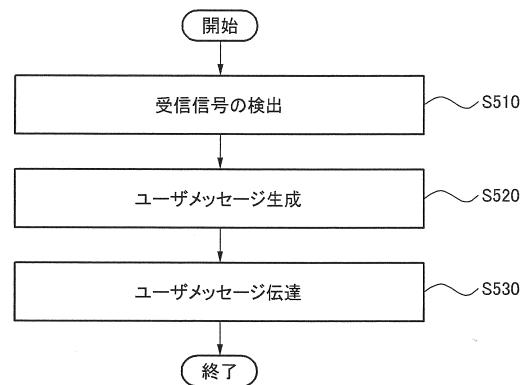 開始
受信信号の検出
S510
ユーザメッセージ生成
S520
ユーザメッセージ伝達
S530
終了